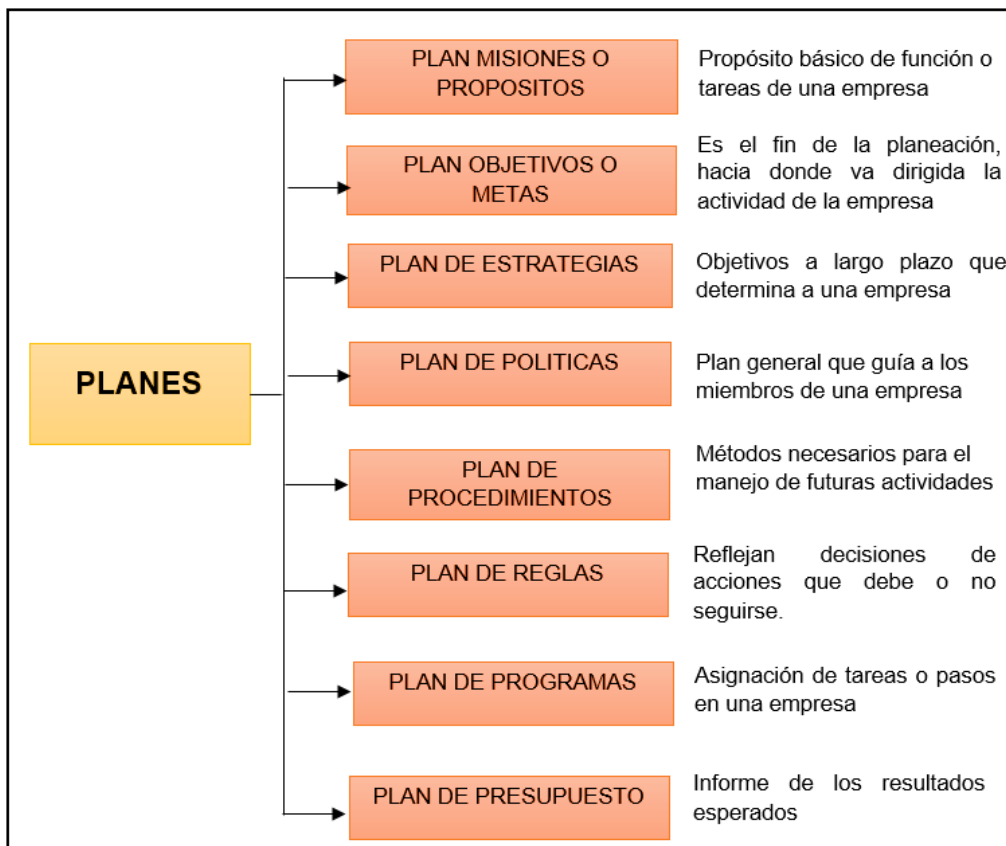 PLANES
PLAN MISIONES O
PROPOSITOS
Propósito básico de función o
tareas de una empresa
PLAN OBJETIVOS O
METAS
Es el fin de la planeación,
hacia donde va dirigida la
actividad de la empresa
PLAN DE ESTRATEGIAS
Objetivos a largo plazo que
determina a una empresa
PLAN DE POLITICAS
Plan general que guía a los
miembros de una empresa
PLAN DE
PROCEDIMIENTOS
Métodos necesarios para el
manejo de futuras actividades
PLAN DE REGLAS
Reflejan decisiones de
acciones que debe o no
seguirse.
PLAN DE PROGRAMAS
Asignación de tareas o pasos
en una empresa
PLAN DE PRESUPUESTO
Informe de los resultados
esperados